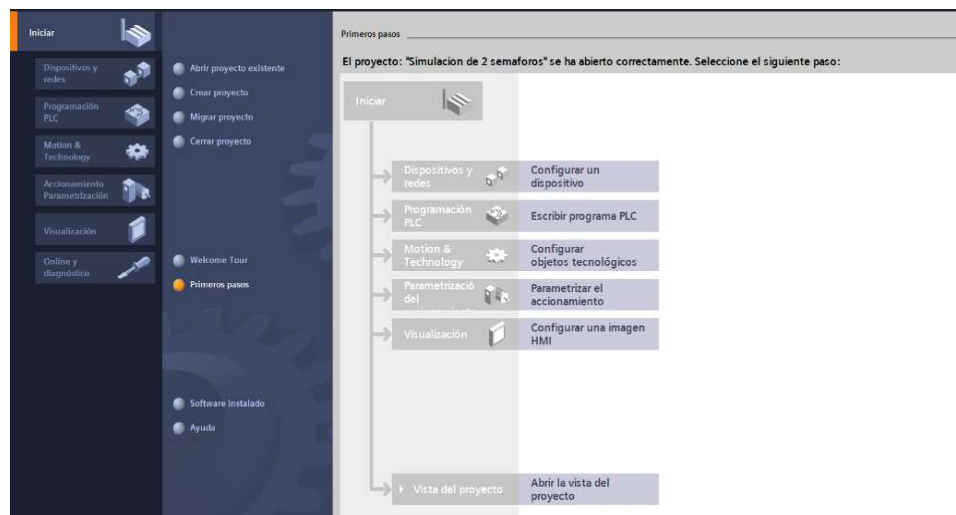 Iniciar
Dispositivos y
redes
Programación
PLC
Motion &
Technology
Accionamiento
Parametrización
Visualización
Online y
diagnóstico
Abrir proyecto existente
Crear proyecto
Migrar proyecto
Cerrar proyecto
Welcome Tour
Primeros pasos
Software instalado
Ayuda
Primeros pasos
El proyecto: "Simulacion de 2 semaforos" se ha abierto correctamente. Seleccione el siguiente paso:
Iniciar
Dispositivos y
redes
Configurar un
dispositivo
Programación
PLC
Escribir programa PLC
Motion &
Technology
Configurar
objetos tecnológicos
Parametrizació
del
Parametrizar el
accionamiento
Visualización
Configurar una imagen
HMI
Vista del proyecto
Abrir la vista del
proyecto